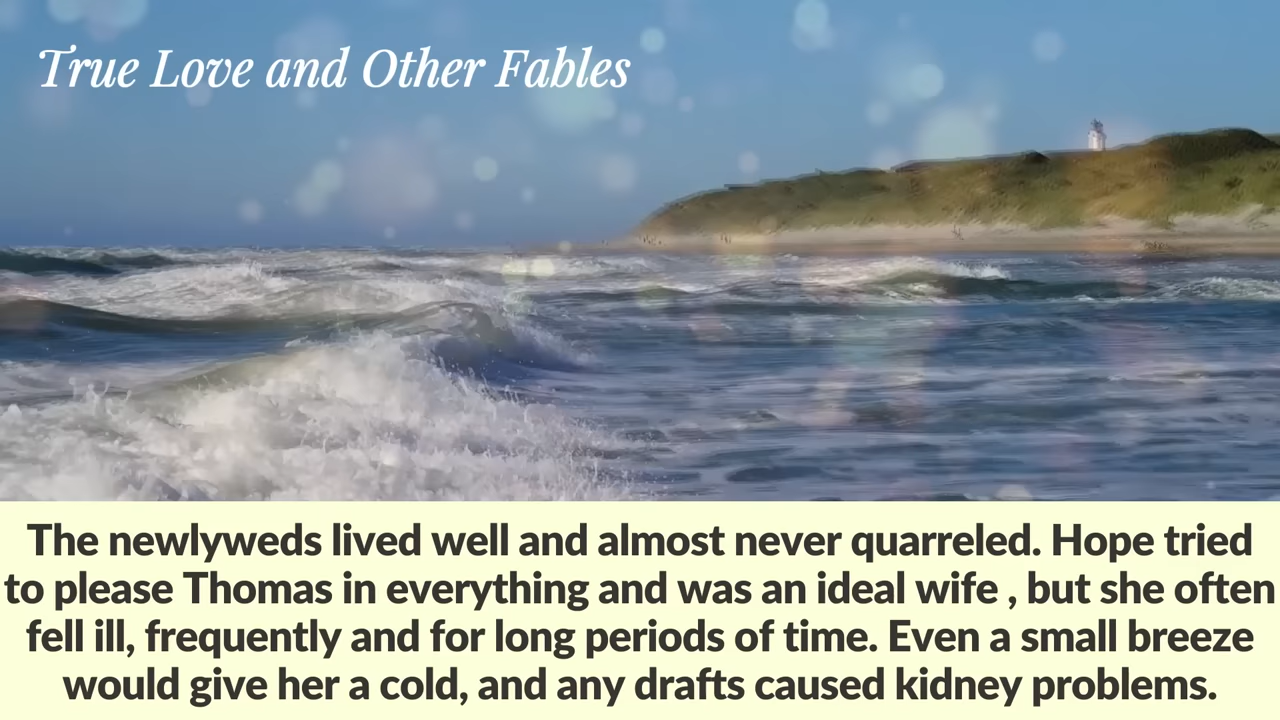 True Love and Other Fables
The newlyweds lived well and almost never quarreled. Hope tried
to please Thomas in everything and was an ideal wife , but she often
fell ill, frequently and for long periods of time. Even a small breeze
would give her a cold, and any drafts caused kidney problems.